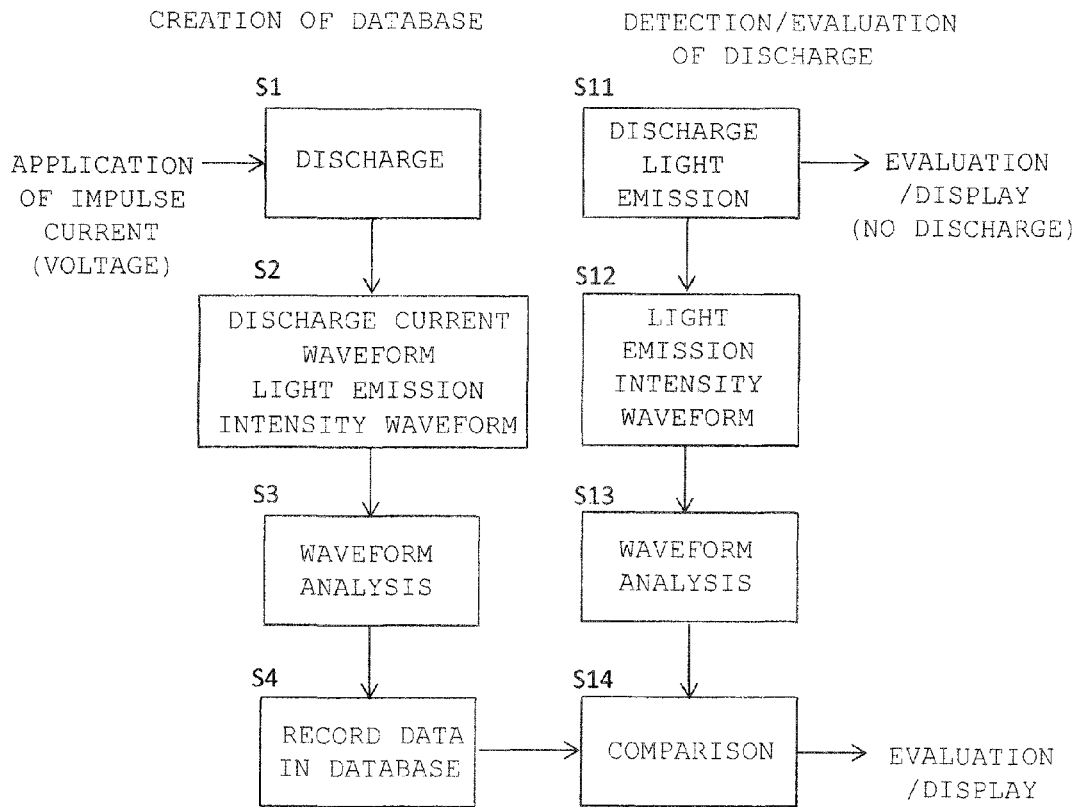 CREATION OF DATABASE
S1
APPLICATION
OF IMPULSE
CURRENT
(VOLTAGE)
DISCHARGE
S2
DISCHARGE CURRENT
WAVEFORM
LIGHT EMISSION
INTENSITY WAVEFORM
S3
WAVEFORM
ANALYSIS
S4
RECORD DATA
IN DATABASE
DETECTION/EVALUATION
OF DISCHARGE
S11
DISCHARGE
LIGHT
EMISSION
EVALUATION
/DISPLAY
(NO DISCHARGE)
S12
LIGHT
EMISSION
INTENSITY
WAVEFORM
S13
WAVEFORM
ANALYSIS
S14
COMPARISON
EVALUATION
/DISPLAY